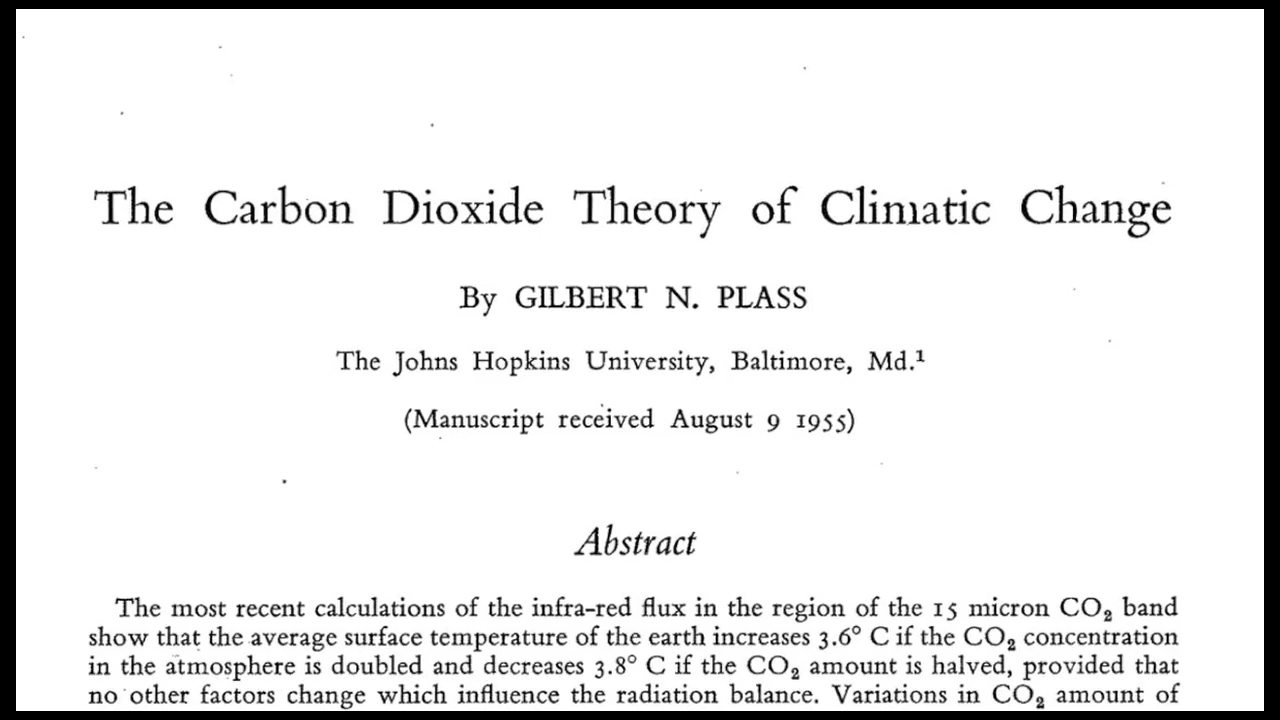 The Carbon Dioxide Theory of Climatic Change
By GILBERT N. PLASS
The Johns Hopkins University, Baltimore, Md.¹
(Manuscript received August 9 1955)
Abstract
The most recent calculations of the infra-red flux in the region of the 15 micron CO₂ band
show that the average surface temperature of the earth increases 3.6° C if the CO₂ concentration
in the atmosphere is doubled and decreases 3.8° C if the CO₂ amount is halved, provided that
no other factors change which influence the radiation balance. Variations in CO₂ amount of